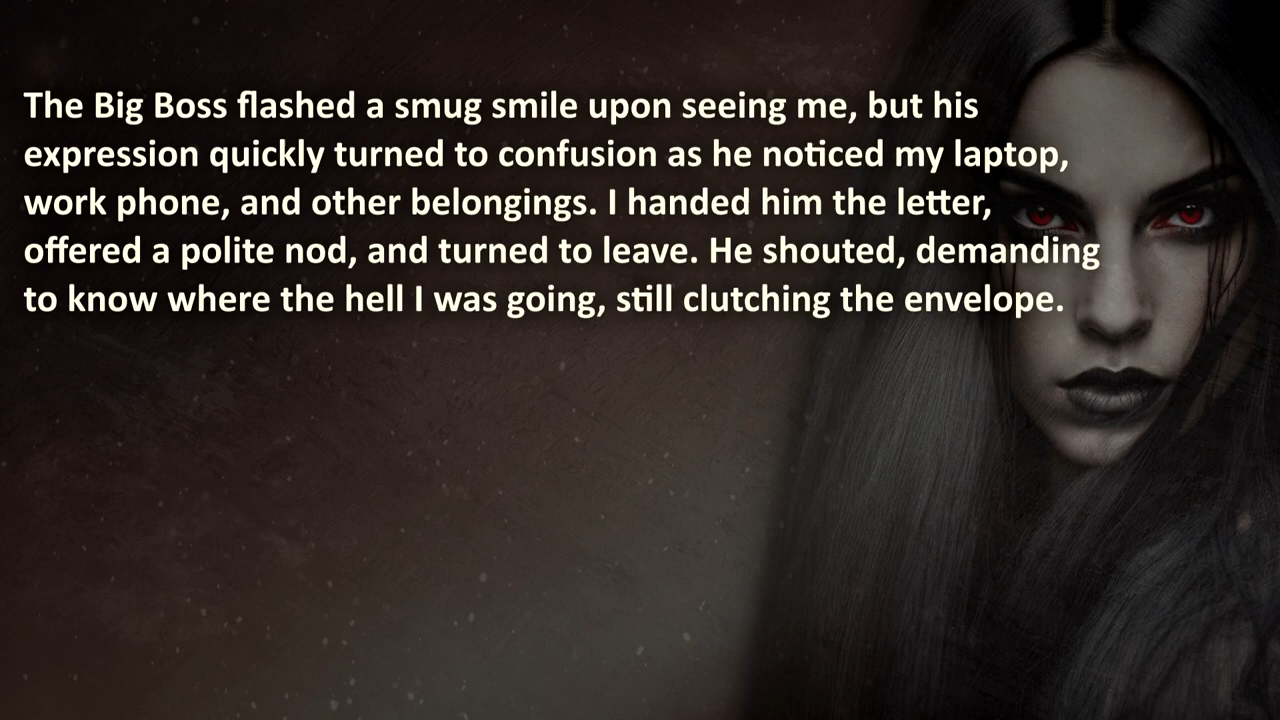 The Big Boss flashed a smug smile upon seeing me, but his
expression quickly turned to confusion as he noticed my laptop,
work phone, and other belongings. I handed him the letter,
offered a polite nod, and turned to leave. He shouted, demanding
to know where the hell I was going, still clutching the envelope.